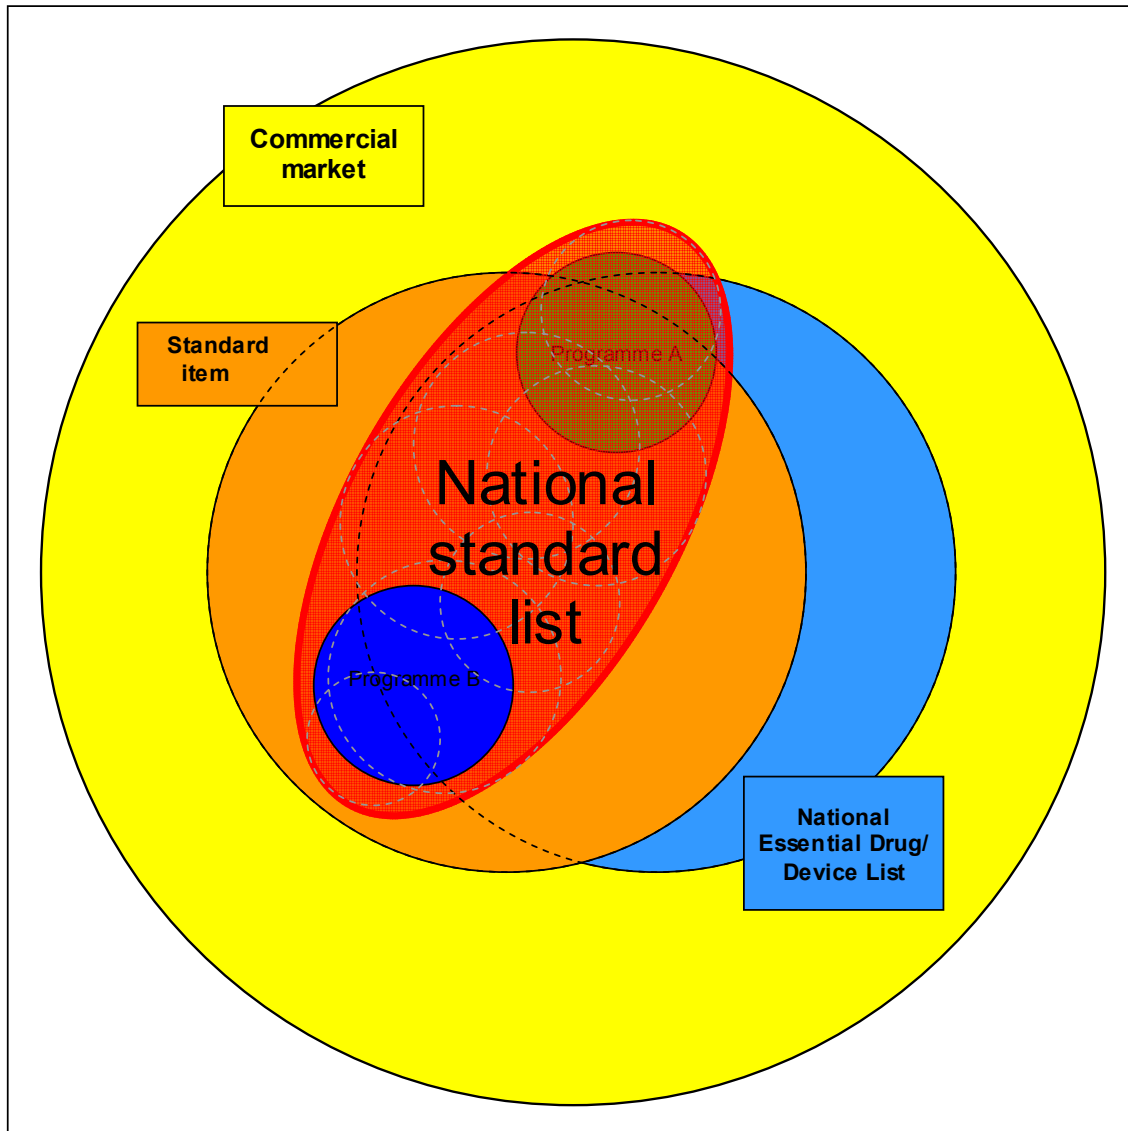 Commercial
market
Standard
item
Programme A
National
standard
list
Programme B
National
Essential Drug/
Device List